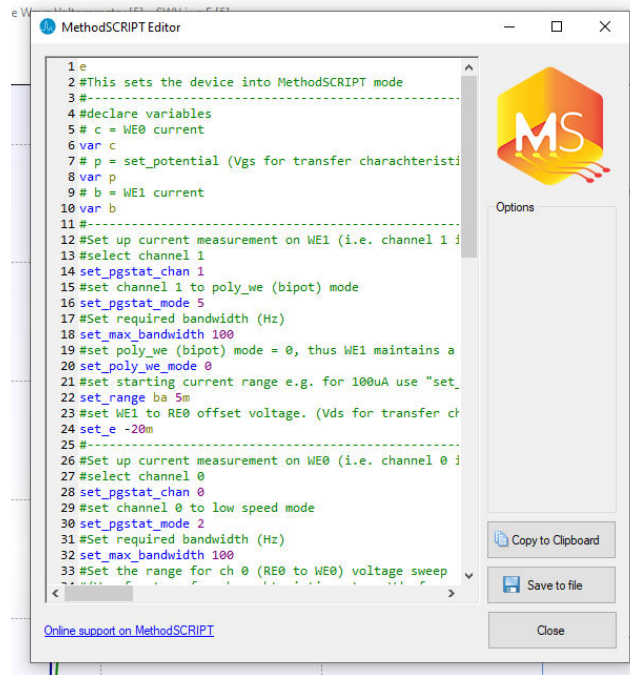 MethodSCRIPT Editor
1 e
2 #This sets the device into MethodSCRIPT mode
3 #---------------------------------------------------
4 #declare variables
5 # c = WE0 current
6 var c
7 # p = set_potential (Vgs for transfer charachteristi
8 var p
9 # b = WE1 current
10 var b
11 #---------------------------------------------------
12 #Set up current measurement on WE1 (i.e. channel 1 i
13 #select channel 1
14 set_pgstat_chan 1
15 #set channel 1 to poly_we (bipot) mode
16 set_pgstat_mode 5
17 #Set required bandwidth (Hz)
18 set_max_bandwidth 100
19 #set poly_we (bipot) mode = 0, thus WE1 maintains a
20 set_poly_we_mode 0
21 #set starting current range e.g. for 100uA use "set_
22 set_range ba 5m
23 #set WE1 to RE0 offset voltage. (Vds for transfer ch
24 set_e -20m
25 #---------------------------------------------------
26 #Set up current measurement on WE0 (i.e. channel 0 i
27 #select channel 0
28 set_pgstat_chan 0
29 #set channel 0 to low speed mode
30 set_pgstat_mode 2
31 #Set required bandwidth (Hz)
32 set_max_bandwidth 100
33 #Set the range for ch 0 (RE0 to WE0) voltage sweep
MS
Options
Copy to Clipboard
Save to file
Close
Online support on MethodSCRIPT